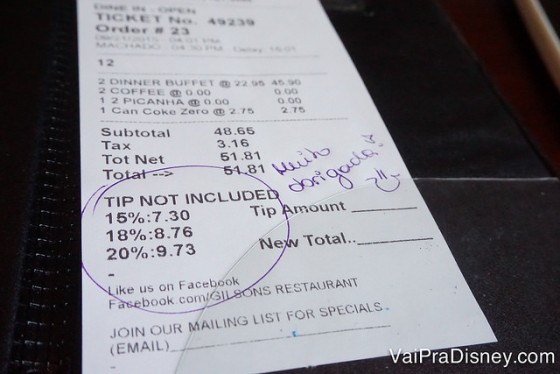 DINE IN - OPEN
TICKET No. 49239
Order # 23
MACHADO - 04:30 PM
12
2 DINNER BUFFET @ 22.95 45.90
2 COFFEE @ 0.00 0.00
1 2 PICANHA @ 0.00 0.00
1 Can Coke Zero @ 2.75 2.75
Subtotal 48.65
Tax 3.16
Tot Net 51.81
Total --> 51.81
Muito
obrigada!
TIP NOT INCLUDED
15%:7.30 Tip Amount
18%:8.76
20%:9.73 New Total..
-
Like us on Facebook
Facebook.com/GILSONS RESTAURANT
JOIN OUR MAILING LIST FOR SPECIALS
(EMAIL)
VaiPraDisney.com!